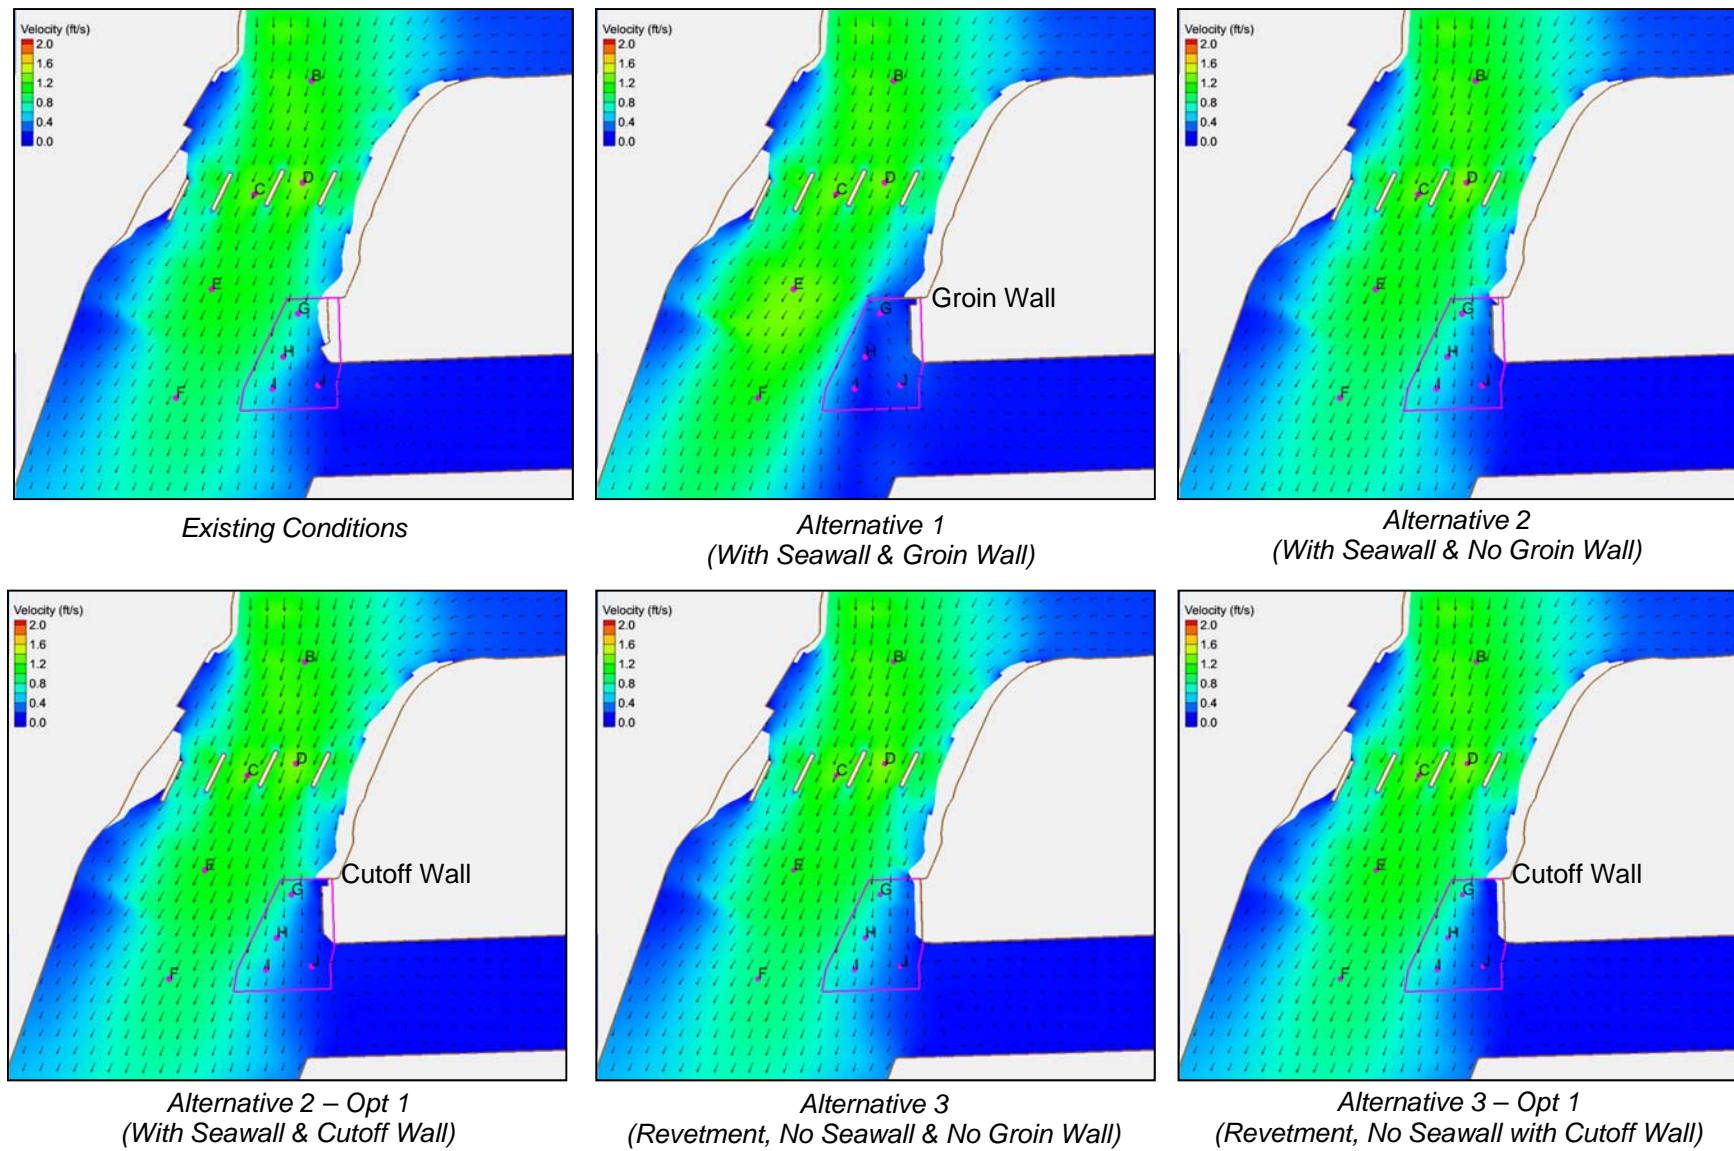 Velocity (ft/s)
2.0
1.6
1.2
0.8
0.4
0.0
B
C
D
E
F
G
H
I
J
Existing Conditions
Velocity (ft/s)
2.0
1.6
1.2
0.8
0.4
0.0
B
C
D
E
F
G
H
I
J
Groin Wall
Alternative 1
(With Seawall & Groin Wall)
Velocity (ft/s)
2.0
1.6
1.2
0.8
0.4
0.0
B
C
D
E
F
G
H
I
J
Alternative 2
(With Seawall & No Groin Wall)
Velocity (ft/s)
2.0
1.6
1.2
0.8
0.4
0.0
B
C
D
E
F
G
H
I
J
Cutoff Wall
Alternative 2 – Opt 1
(With Seawall & Cutoff Wall)
Velocity (ft/s)
2.0
1.6
1.2
0.8
0.4
0.0
B
C
D
E
F
G
H
I
J
Alternative 3
(Revetment, No Seawall & No Groin Wall)
Velocity (ft/s)
2.0
1.6
1.2
0.8
0.4
0.0
B
C
D
E
F
G
H
I
J
Cutoff Wall
Alternative 3 – Opt 1
(Revetment, No Seawall with Cutoff Wall)